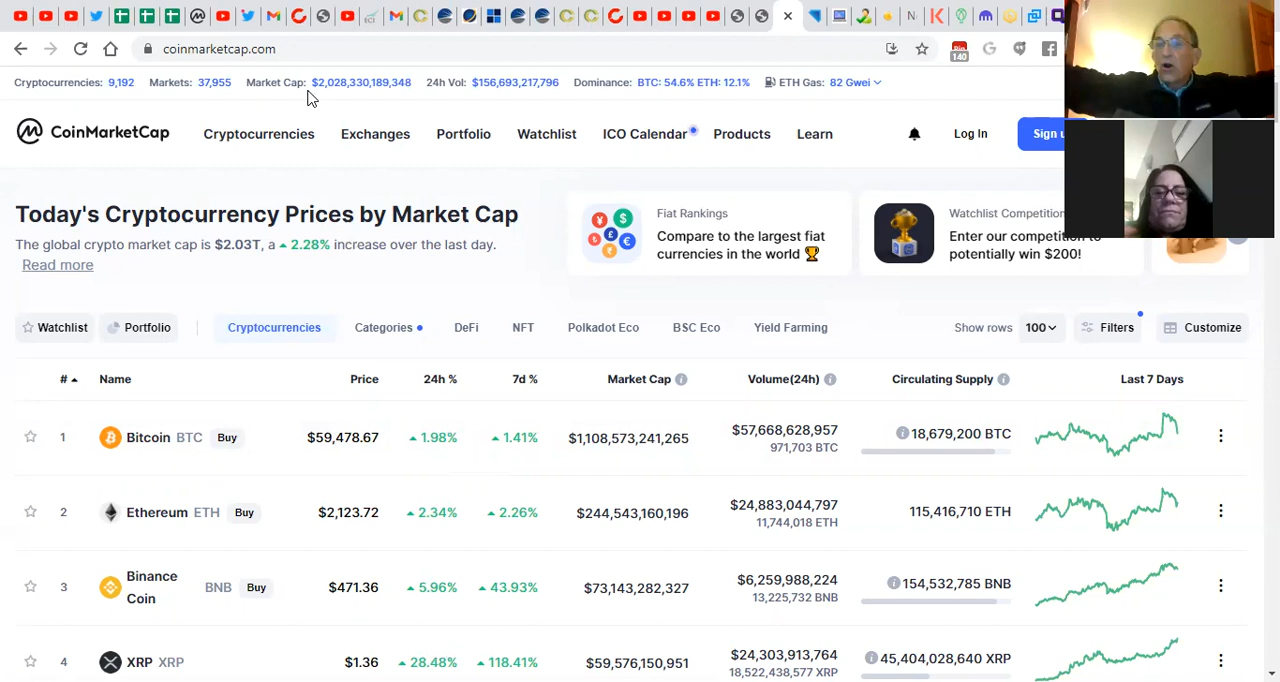 coinmarketcap.com
140
Cryptocurrencies: 9,192 Markets: 37,955 Market Cap: $2,028,330,189,348 24h Vol: $156,693,217,796 Dominance: BTC: 54.6% ETH: 12.1% ETH Gas: 82 Gwei
CoinMarketCap Cryptocurrencies Exchanges Portfolio Watchlist ICO Calendar Products Learn Log In Sign
Today's Cryptocurrency Prices by Market Cap
The global crypto market cap is $2.03T, a 2.28% increase over the last day.
Read more
Fiat Rankings
Compare to the largest fiat
currencies in the world
Watchlist Competition
Enter our competition to
potentially win $200!
Watchlist Portfolio Cryptocurrencies Categories DeFi NFT Polkadot Eco BSC Eco Yield Farming Show rows 100 Filters Customize
# Name Price 24h % 7d % Market Cap Volume(24h) Circulating Supply Last 7 Days
1 Bitcoin BTC Buy $59,478.67 1.98% 1.41% $1,108,573,241,265 $57,668,628,957 18,679,200 BTC
971,703 BTC
2 Ethereum ETH Buy $2,123.72 2.34% 2.26% $244,543,160,196 $24,883,044,797 115,416,710 ETH
11,744,018 ETH
3 Binance Coin BNB Buy $471.36 5.96% 43.93% $73,143,282,327 $6,259,988,224 154,532,785 BNB
13,225,732 BNB
4 XRP XRP $1.36 28.48% 118.41% $59,576,150,951 $24,303,913,764 45,404,028,640 XRP
18,522,438,577 XRP